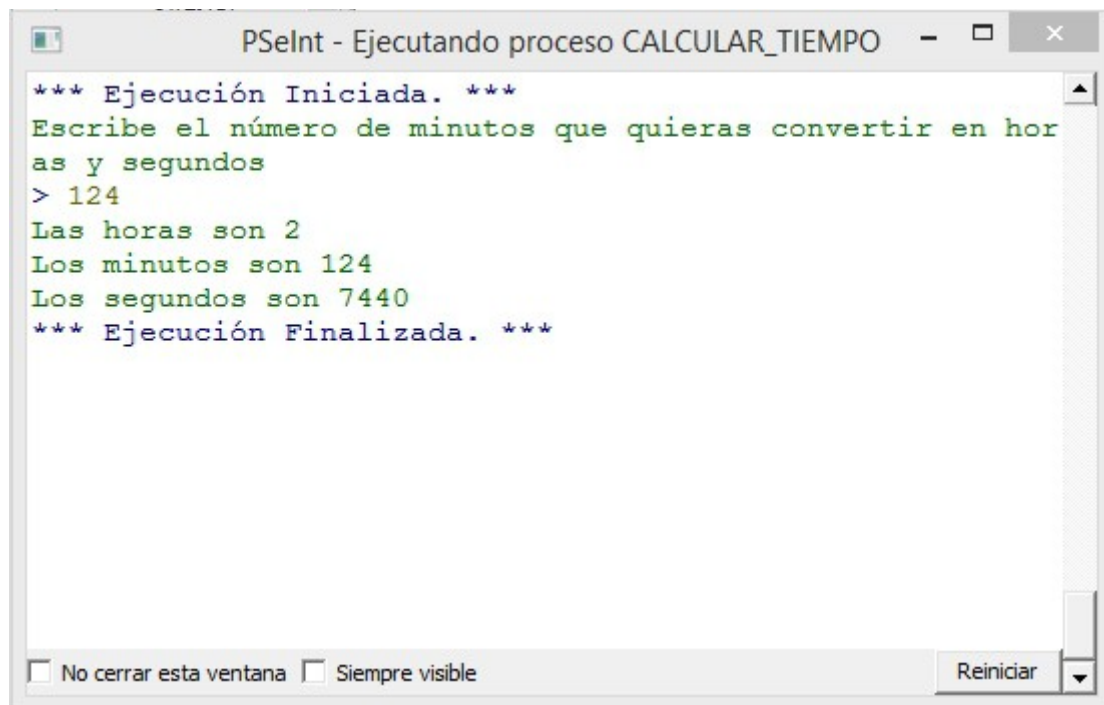 PSeInt - Ejecutando proceso CALCULAR_TIEMPO
*** Ejecución Iniciada. ***
Escribe el número de minutos que quieras convertir en hor
as y segundos
> 124
Las horas son 2
Los minutos son 124
Los segundos son 7440
*** Ejecución Finalizada. ***
No cerrar esta ventana Siempre visible Reiniciar